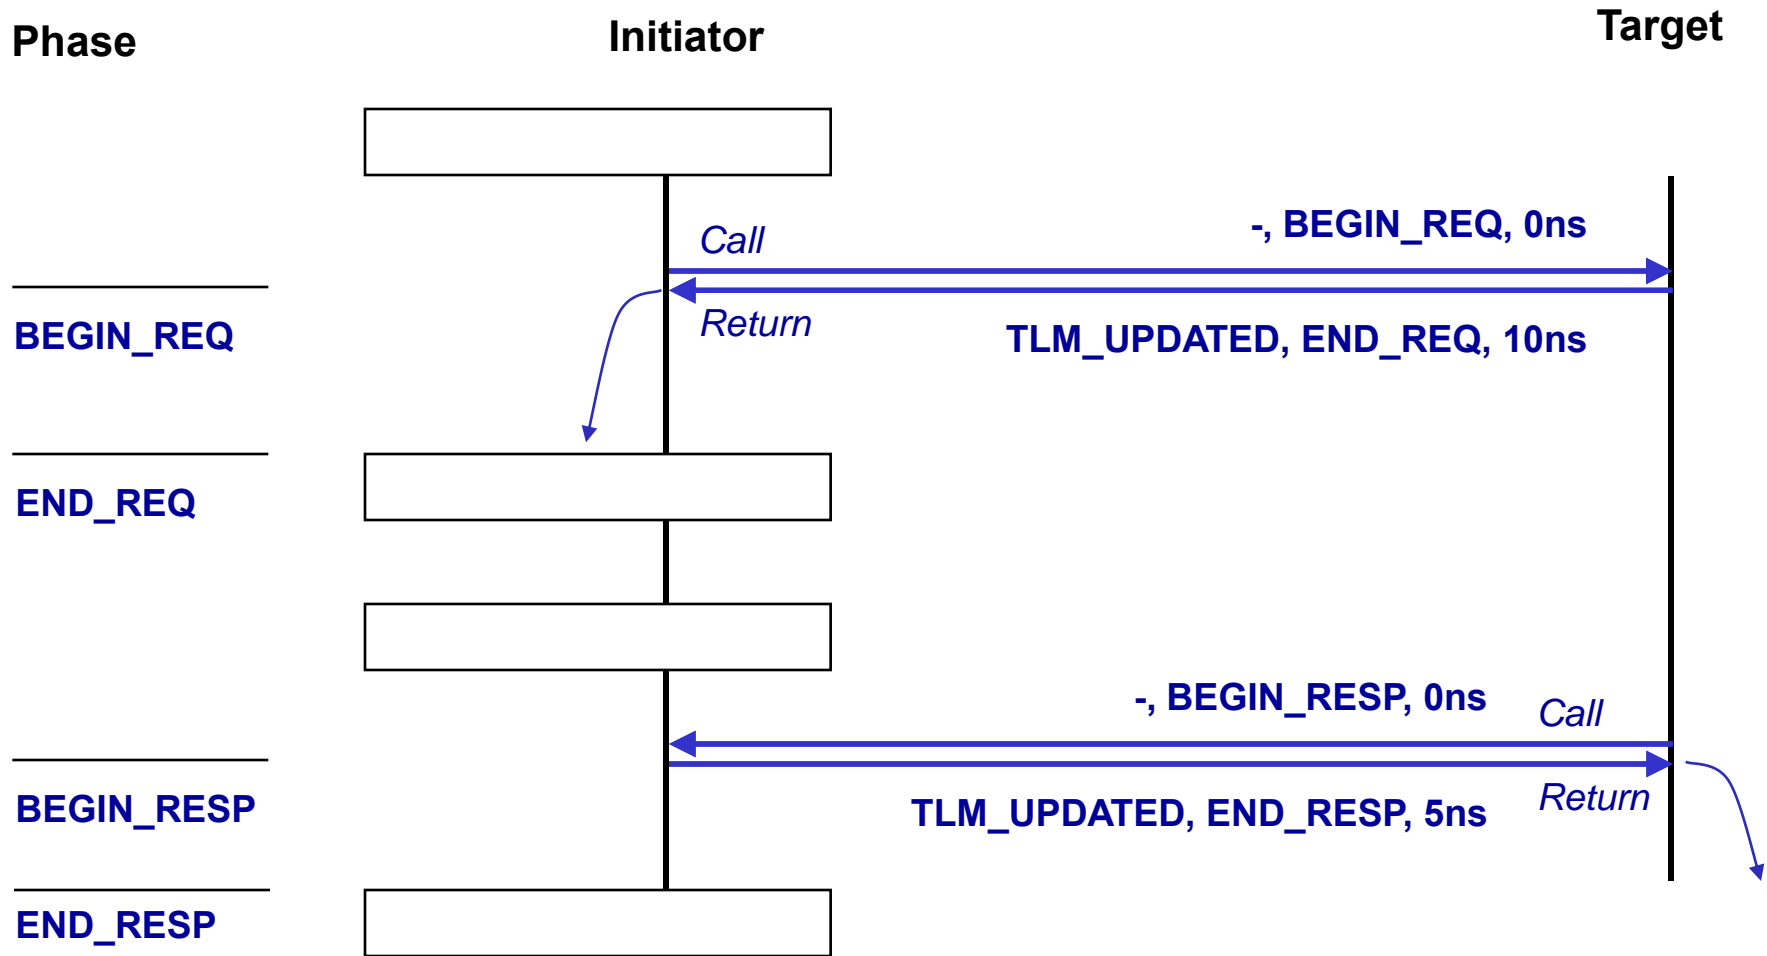 Phase
Initiator
Target
Call
-, BEGIN_REQ, 0ns
BEGIN_REQ
Return
TLM_UPDATED, END_REQ, 10ns
END_REQ
-, BEGIN_RESP, 0ns
Call
BEGIN_RESP
TLM_UPDATED, END_RESP, 5ns
Return
END_RESP